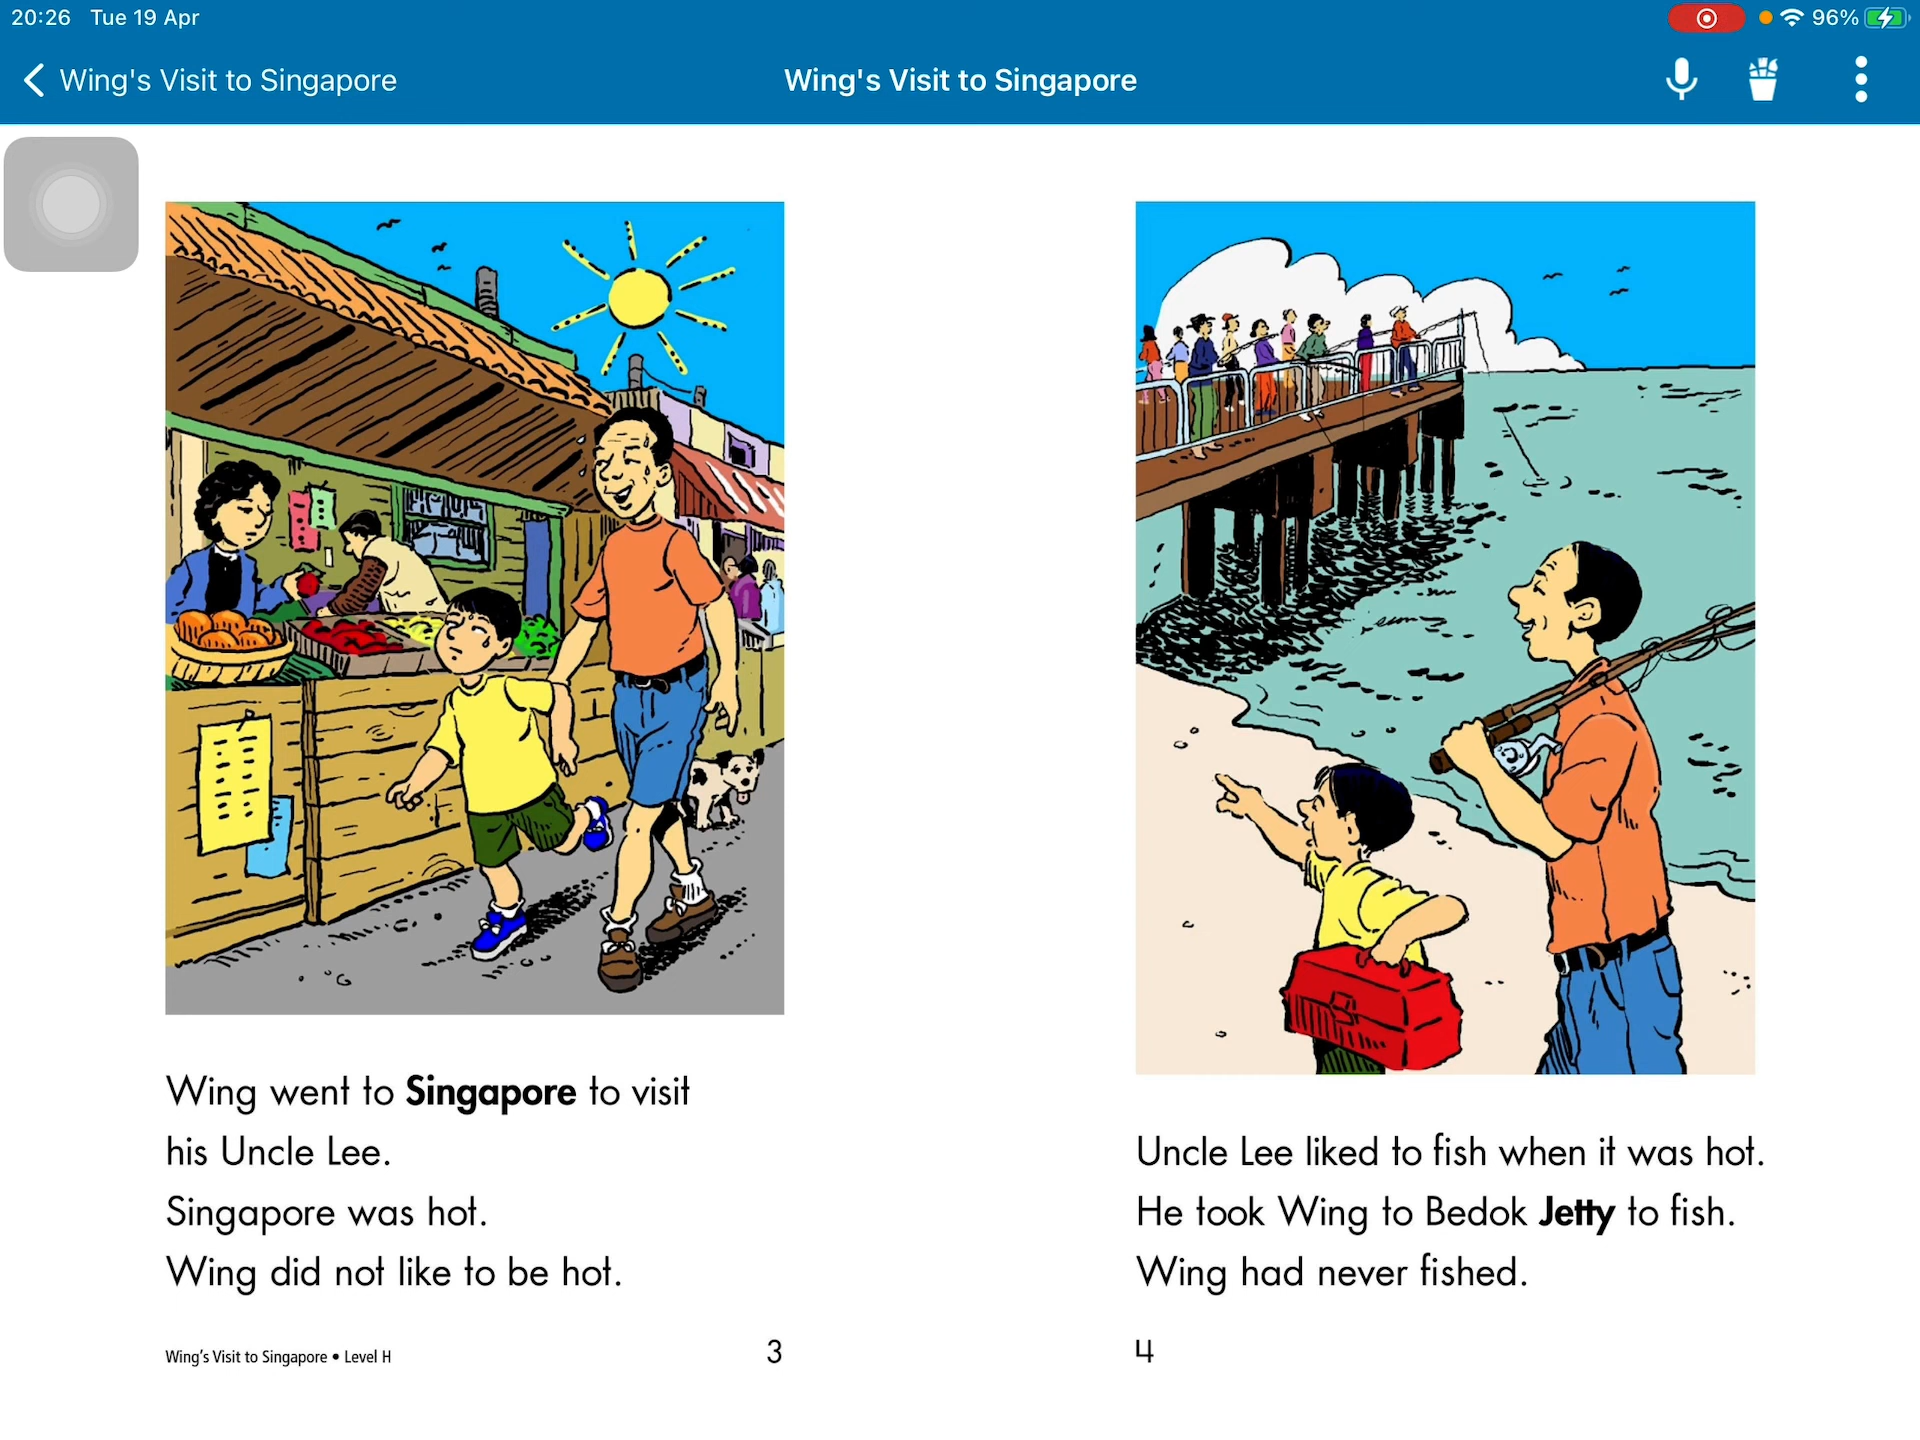 20:26 Tue 19 Apr
96%
Wing's Visit to Singapore
Wing's Visit to Singapore
Wing went to Singapore to visit
his Uncle Lee.
Singapore was hot.
Wing did not like to be hot.
Wing's Visit to Singapore • Level H
3
Uncle Lee liked to fish when it was hot.
He took Wing to Bedok Jetty to fish.
Wing had never fished.
4